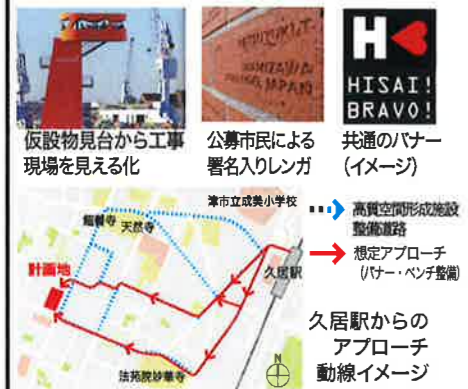 仮設物見台から工事
現場を見える化
公募市民による
署名入りレンガ
H
HISAI!
BRAVO!
共通のバナー
(イメージ)
津市立成美小学校
天然寺
久居駅
計画地
法苑院妙華寺
N
高質空間形成施設
整備道路
想定アプローチ
(バナー・ベンチ整備)
久居駅からの
アプローチ
動線イメージ